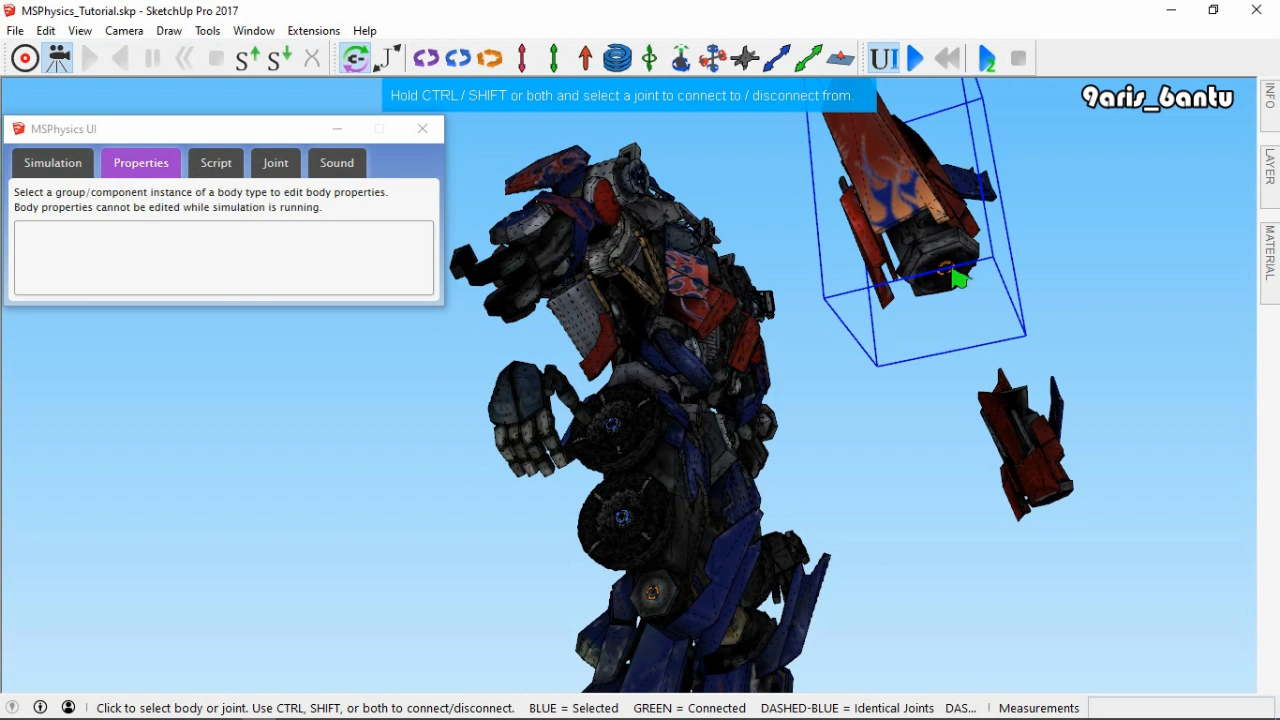 MSPhysics_Tutorial.skp - SketchUp Pro 2017
File Edit View Camera Draw Tools Window Extensions Help
S S J UI 2
Hold CTRL / SHIFT or both and select a joint to connect to / disconnect from.
9aris_6antu
MSPhysics UI
Simulation Properties Script Joint Sound
Select a group/component instance of a body type to edit body properties.
Body properties cannot be edited while simulation is running.
INFO
LAYER
MATERIAL
Click to select body or joint. Use CTRL, SHIFT, or both to connect/disconnect. BLUE = Selected GREEN = Connected DASHED-BLUE = Identical Joints DAS... Measurements